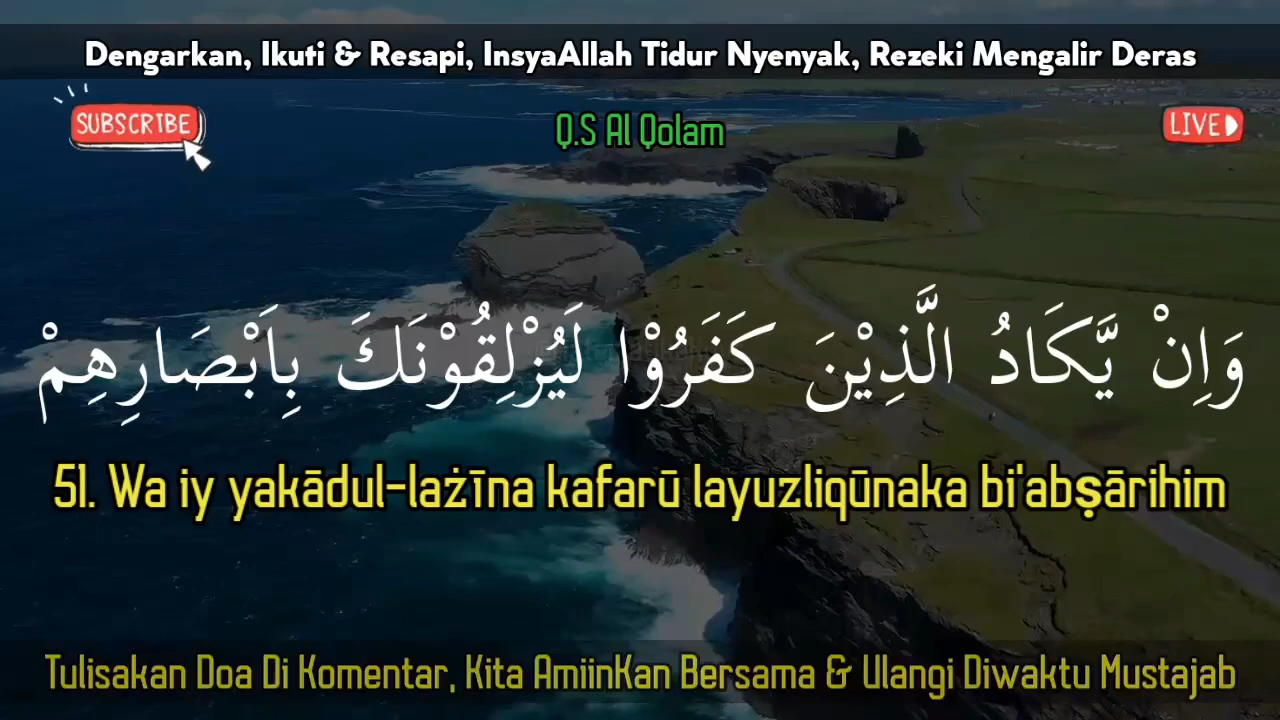 Dengarkan, Ikuti & Resapi, InsyaAllah Tidur Nyenyak, Rezeki Mengalir Deras
SUBSCRIBE
Q.S Al Qolam
LIVE
وَاِنْ يَّكَادُ الَّذِيْنَ كَفَرُوْا لَيُزْلِقُوْنَكَ بِاَبْصَارِهِمْ
51. Wa iy yakādul-lażīna kafarū layuzliqūnaka bi'abṣārihim
Tulisakan Doa Di Komentar, Kita AmiinKan Bersama & Ulangi Diwaktu Mustajab